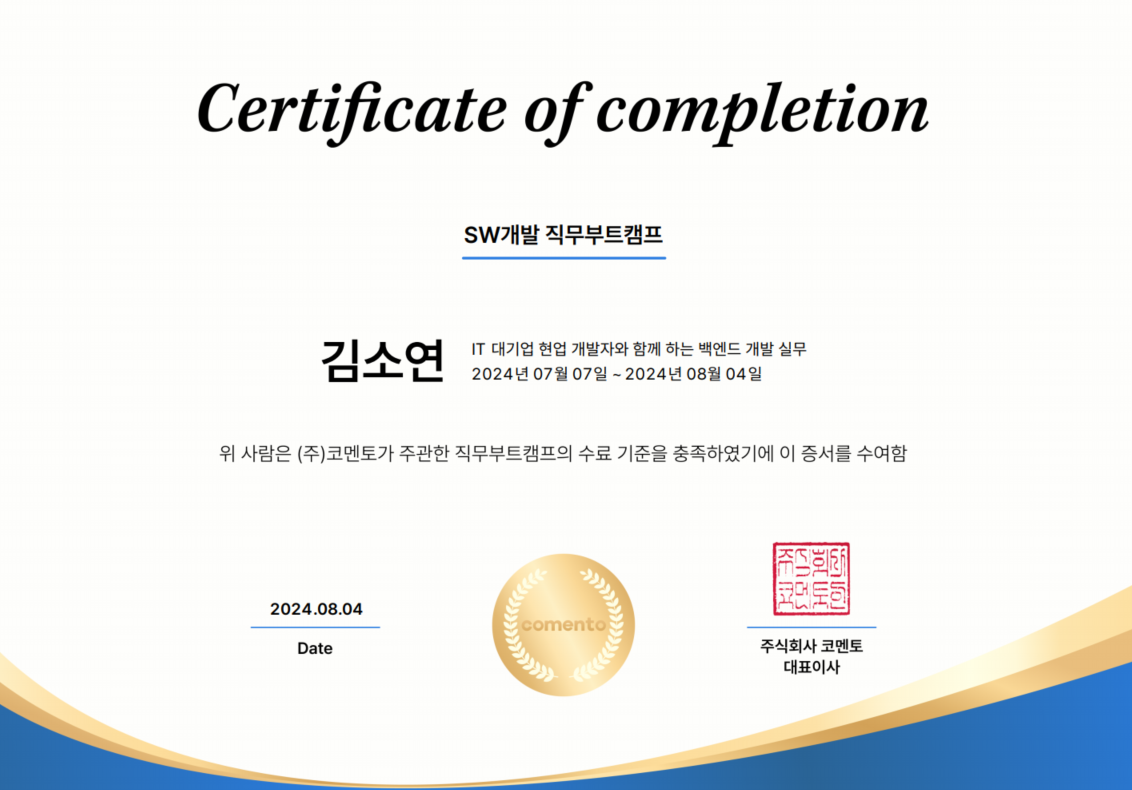 Certificate of completion
SW개발 직무부트캠프
김소연
IT 대기업 현업 개발자와 함께 하는 백엔드 개발 실무
2024년 07월 07일 ~ 2024년 08월 04일
위 사람은 (주)코멘토가 주관한 직무부트캠프의 수료 기준을 충족하였기에 이 증서를 수여함
2024.08.04
Date
comento
주식회사
코멘토인
주식회사 코멘토
대표이사